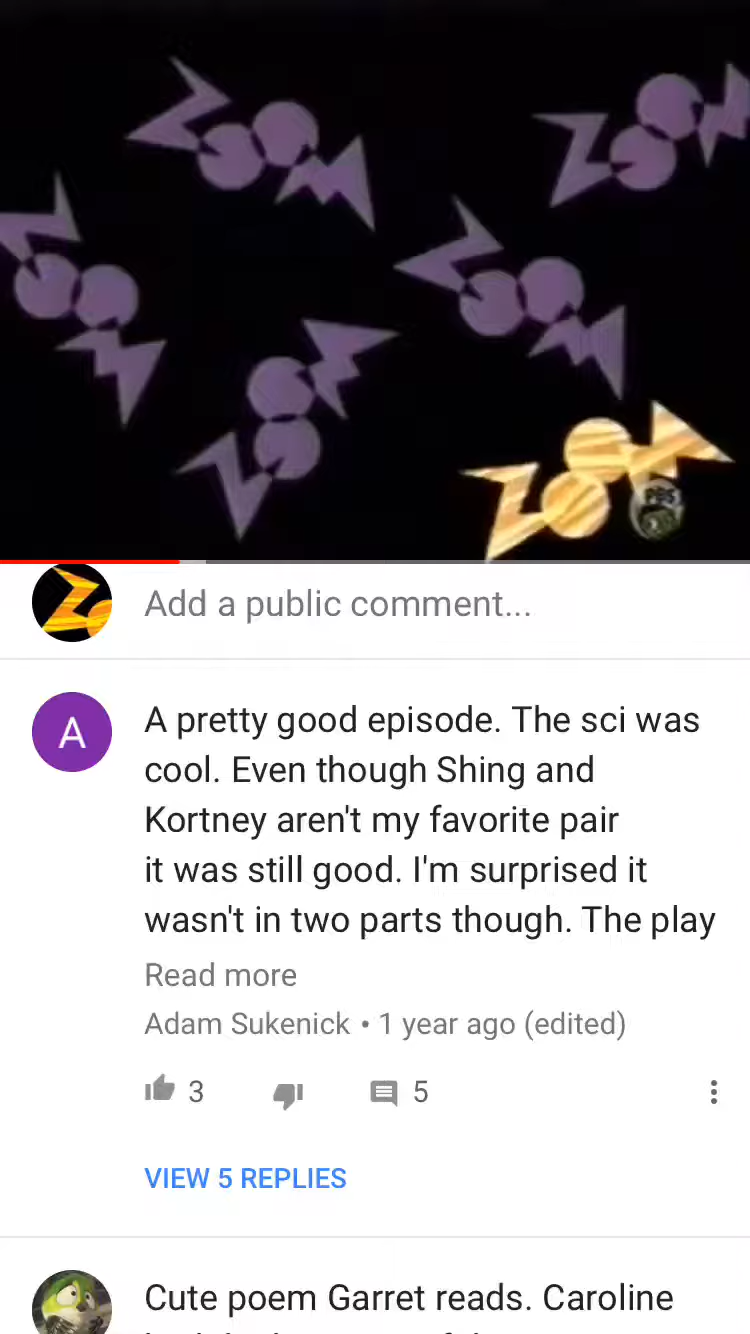 ZOOM
ZOOM
ZOOM
ZOOM
ZOOM
ZOOM
PBS
Add a public comment...
A
A pretty good episode. The sci was
cool. Even though Shing and
Kortney aren't my favorite pair
it was still good. I'm surprised it
wasn't in two parts though. The play
Read more
Adam Sukenick • 1 year ago (edited)
3
5
VIEW 5 REPLIES
Cute poem Garret reads. Caroline